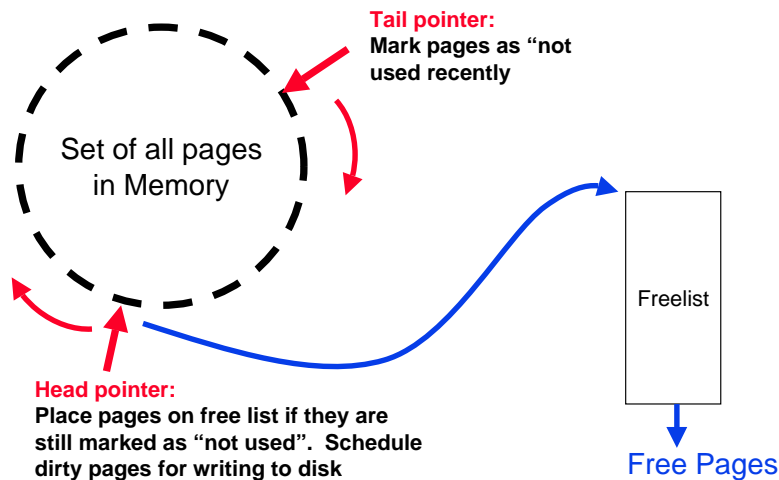 Tail pointer:
Mark pages as “not
used recently
Set of all pages
in Memory
Freelist
Head pointer:
Place pages on free list if they are
still marked as “not used”.  Schedule
dirty pages for writing to disk
Free Pages